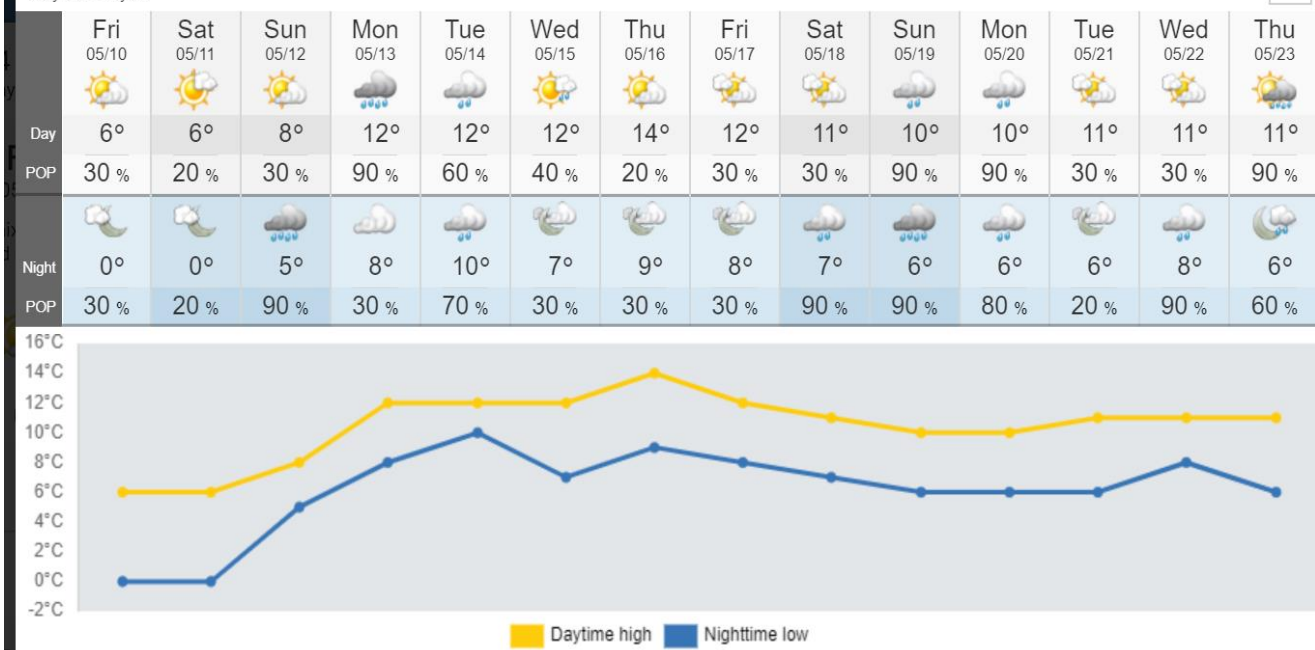 Fri Sat Sun Mon Tue Wed Thu Fri Sat Sun Mon Tue Wed Thu
05/10 05/11 05/12 05/13 05/14 05/15 05/16 05/17 05/18 05/19 05/20 05/21 05/22 05/23
Day 6° 6° 8° 12° 12° 12° 14° 12° 11° 10° 10° 11° 11° 11°
POP 30 % 20 % 30 % 90 % 60 % 40 % 20 % 30 % 30 % 90 % 90 % 30 % 30 % 90 %
Night 0° 0° 5° 8° 10° 7° 9° 8° 7° 6° 6° 6° 8° 6°
POP 30 % 20 % 90 % 30 % 70 % 30 % 30 % 30 % 90 % 90 % 80 % 20 % 90 % 60 %
16°C
14°C
12°C
10°C
8°C
6°C
4°C
2°C
0°C
-2°C
Daytime high Nighttime low